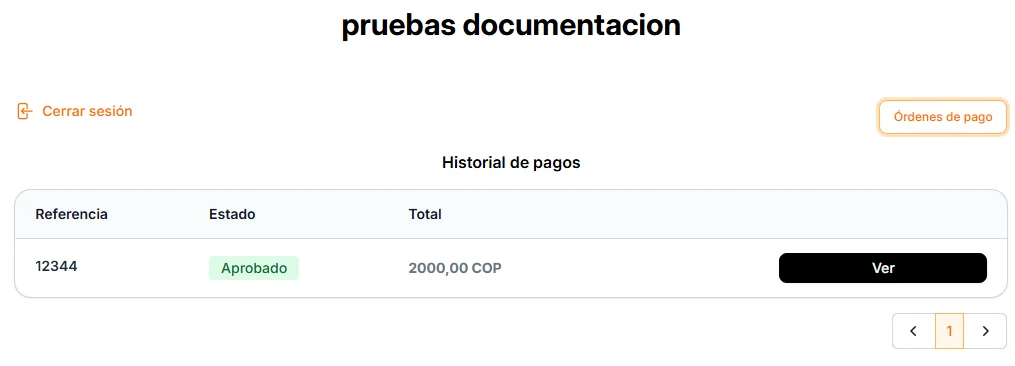 pruebas documentacion
Cerrar sesión
Órdenes de pago
Historial de pagos
Referencia Estado Total
12344 Aprobado 2000,00 COP Ver
1